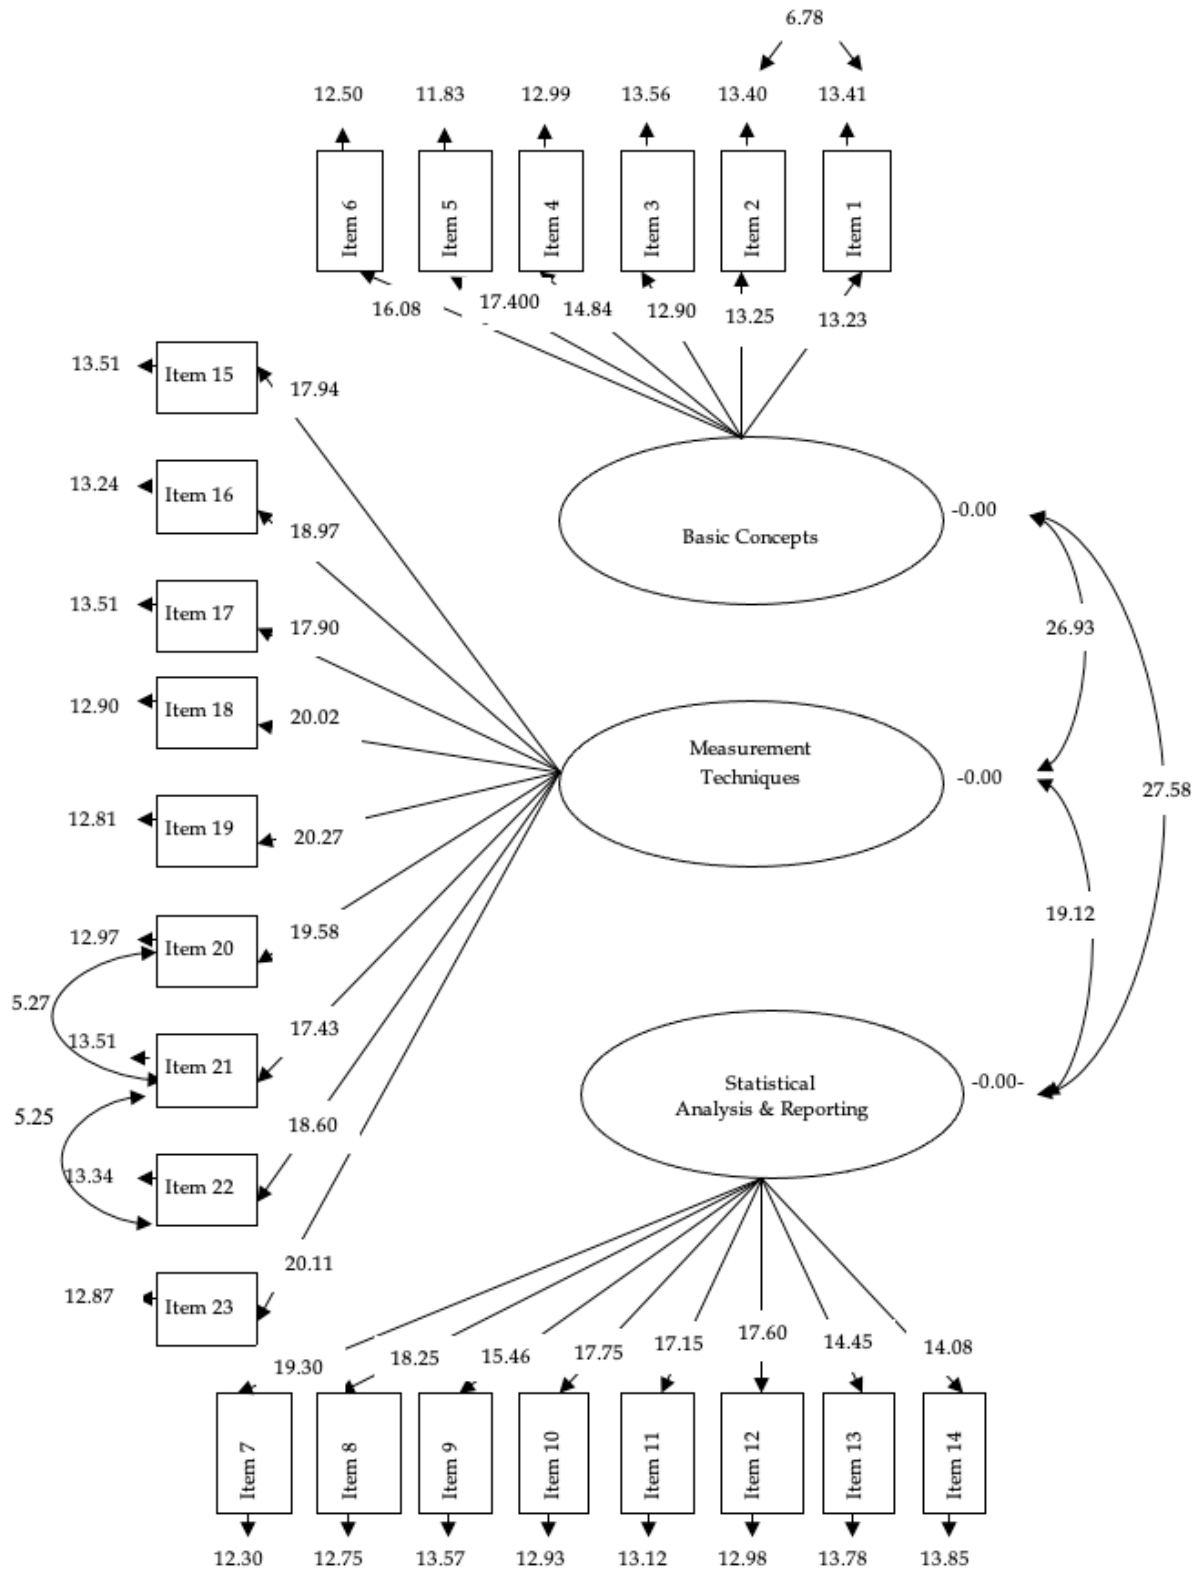 6.78
12.50 11.83 12.99 13.56 13.40 13.41
Item 6 Item 5 Item 4 Item 3 Item 2 Item 1
16.08 17.400 14.84 12.90 13.25 13.23
13.51 Item 15 17.94
13.24 Item 16 18.97
-0.00
Basic Concepts
13.51 Item 17 17.90
26.93
12.90 Item 18 20.02
Measurement
Techniques
-0.00
27.58
12.81 Item 19 20.27
19.12
12.97 Item 20 19.58
5.27
13.51 Item 21 17.43
Statistical
Analysis & Reporting
-0.00-
5.25
18.60
13.34 Item 22
20.11
12.87 Item 23
19.30 18.25 15.46 17.75 17.15 17.60 14.45 14.08
Item 7 Item 8 Item 9 Item 10 Item 11 Item 12 Item 13 Item 14
12.30 12.75 13.57 12.93 13.12 12.98 13.78 13.85